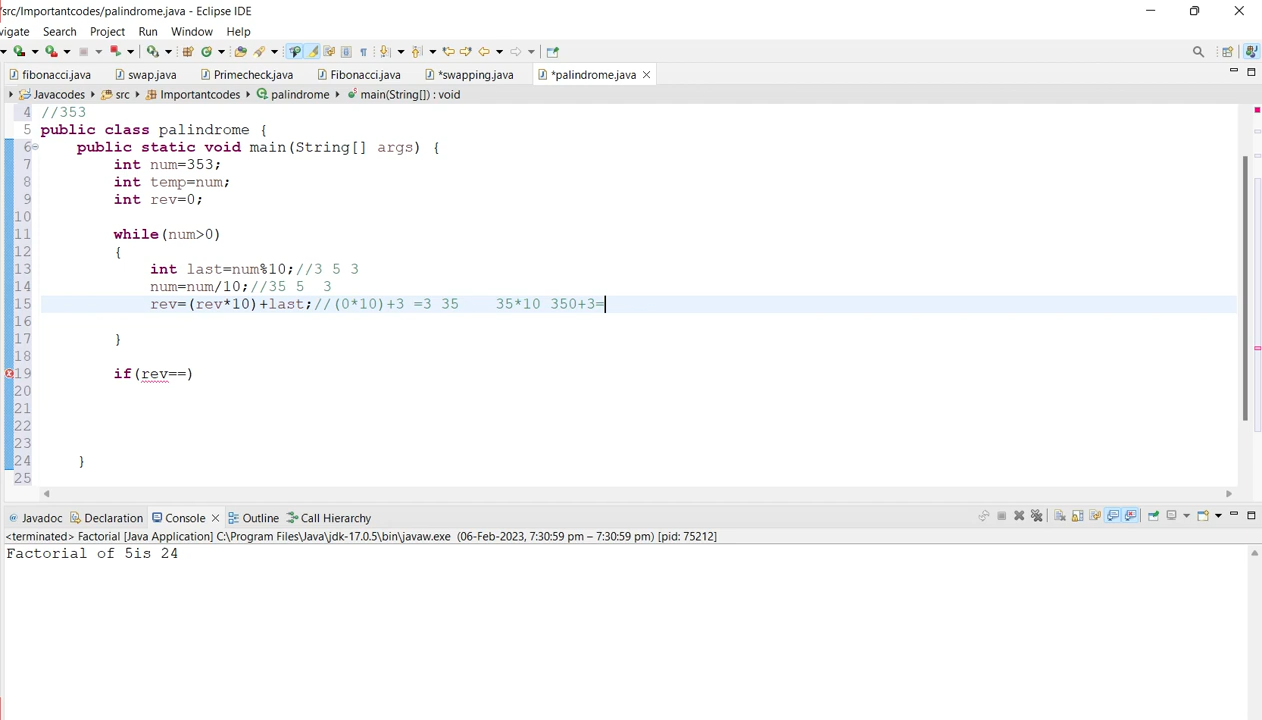 src/Importantcodes/palindrome.java - Eclipse IDE
vigate Search Project Run Window Help
fibonacci.java swap.java Primecheck.java Fibonacci.java *swapping.java *palindrome.java
Javacodes src Importantcodes palindrome main(String[]) : void
4 //353
5 public class palindrome {
6 public static void main(String[] args) {
7 int num=353;
8 int temp=num;
9 int rev=0;
10
11 while(num>0)
12 {
13 int last=num%10;//3 5 3
14 num=num/10;//35 5 3
15 rev=(rev*10)+last;//(0*10)+3 =3 35 35*10 350+3=
16
17 }
18
19 if(rev==)
20
21
22
23
24 }
25
Javadoc Declaration Console Outline Call Hierarchy
<terminated> Factorial [Java Application] C:\Program Files\Java\jdk-17.0.5\bin\javaw.exe (06-Feb-2023, 7:30:59 pm – 7:30:59 pm) [pid: 75212]
Factorial of 5is 24